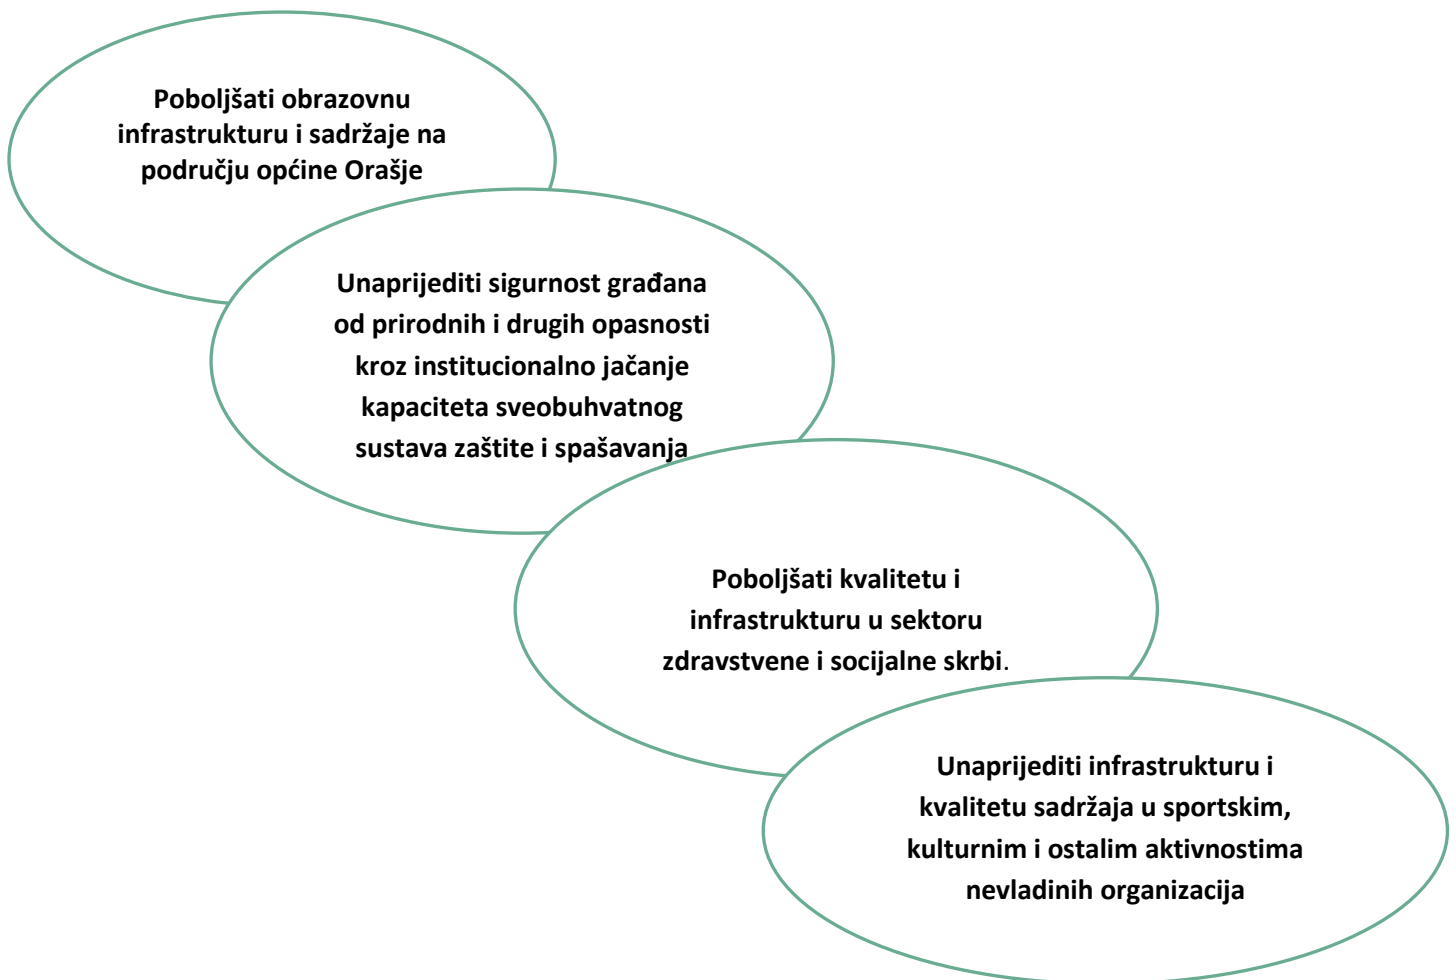 Poboljšati obrazovnu
infrastrukturu i sadržaje na
području općine Orašje
Unaprijediti sigurnost građana
od prirodnih i drugih opasnosti
kroz institucionalno jačanje
kapaciteta sveobuhvatnog
sustava zaštite i spašavanja
Poboljšati kvalitetu i
infrastrukturu u sektoru
zdravstvene i socijalne skrbi.
Unaprijediti infrastrukturu i
kvalitetu sadržaja u sportskim,
kulturnim i ostalim aktivnostima
nevladinih organizacija